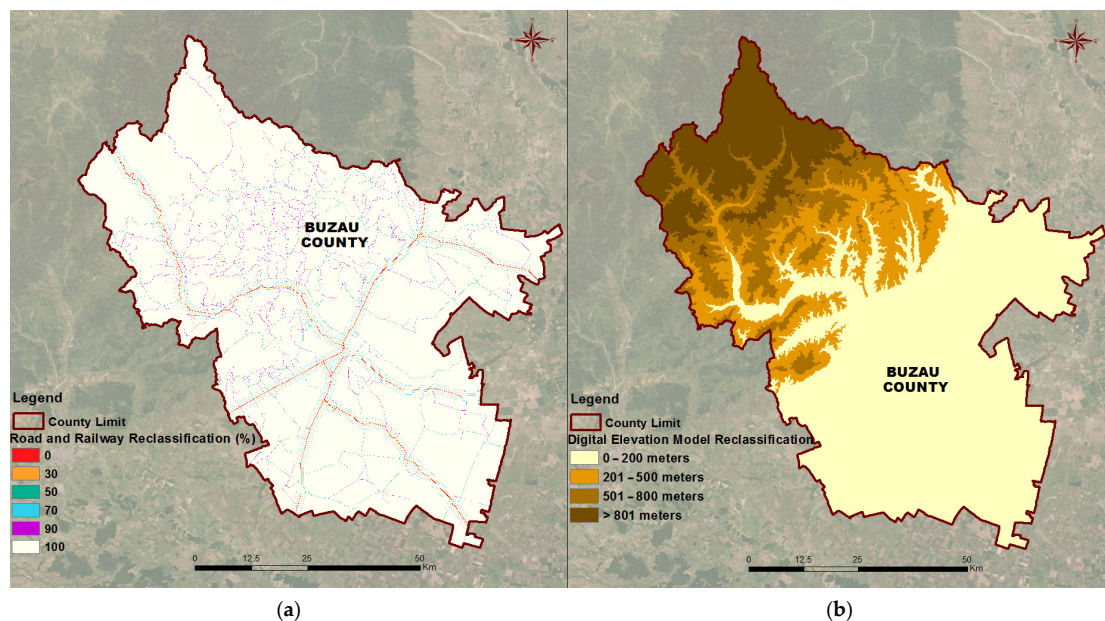 BUZAU
COUNTY
Legend
County Limit
Road and Railway Reclassification (%)
0
30
50
70
90
100
0 12.5 25 50
Km
(a)
BUZAU
COUNTY
Legend
County Limit
Digital Elevation Model Reclassification
0 – 200 meters
201 – 500 meters
501 – 800 meters
> 801 meters
0 12.5 25 50
Km
(b)